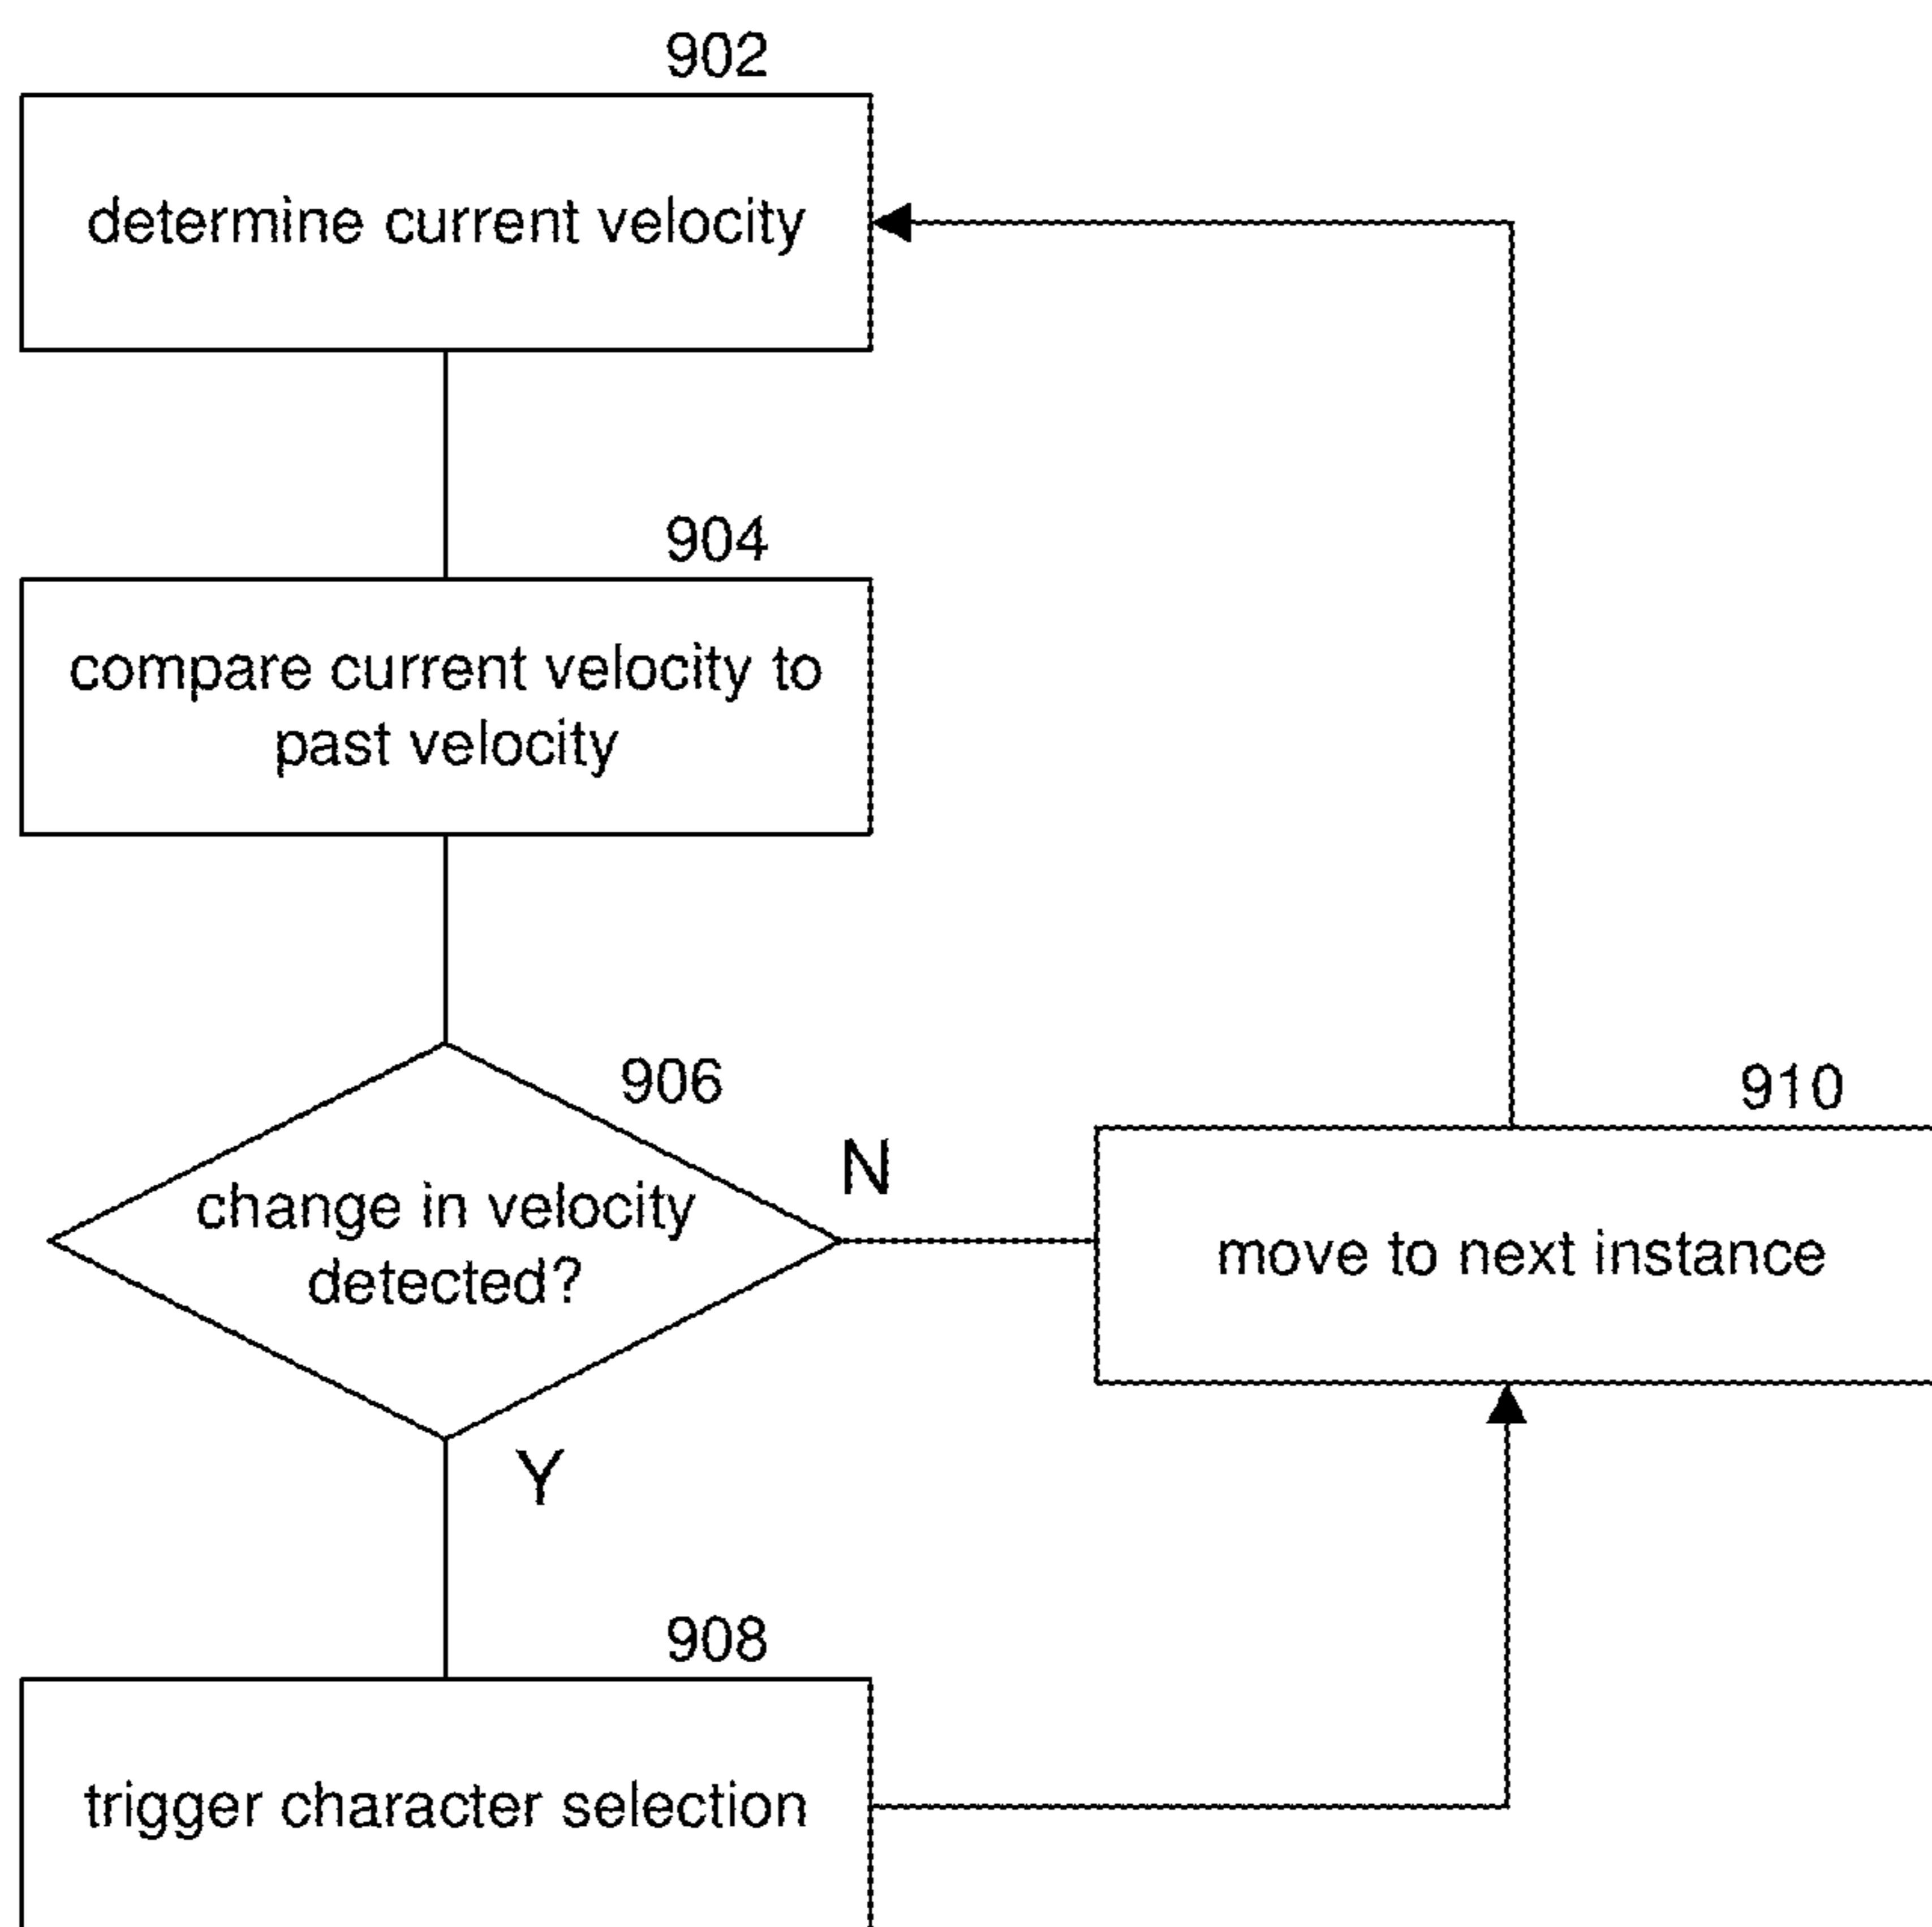 902
determine current velocity
904
compare current velocity to
past velocity
906
change in velocity
detected?
N
910
move to next instance
Y
908
trigger character selection